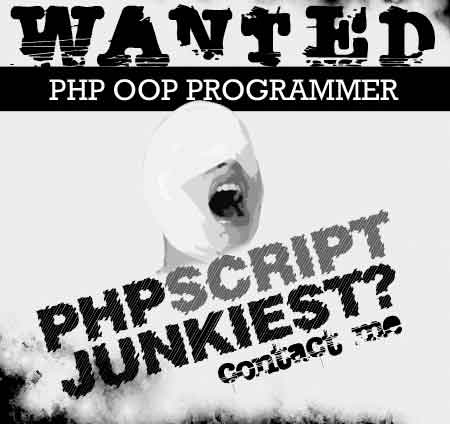 WANTED
PHP OOP PROGRAMMER
PHPSCRIPT
JUNKIEST?
contact me